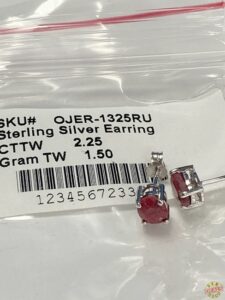 SKU# OJER-1325RU
Sterling Silver Earring
CTTW 2.25
Gram TW 1.50
1234567233